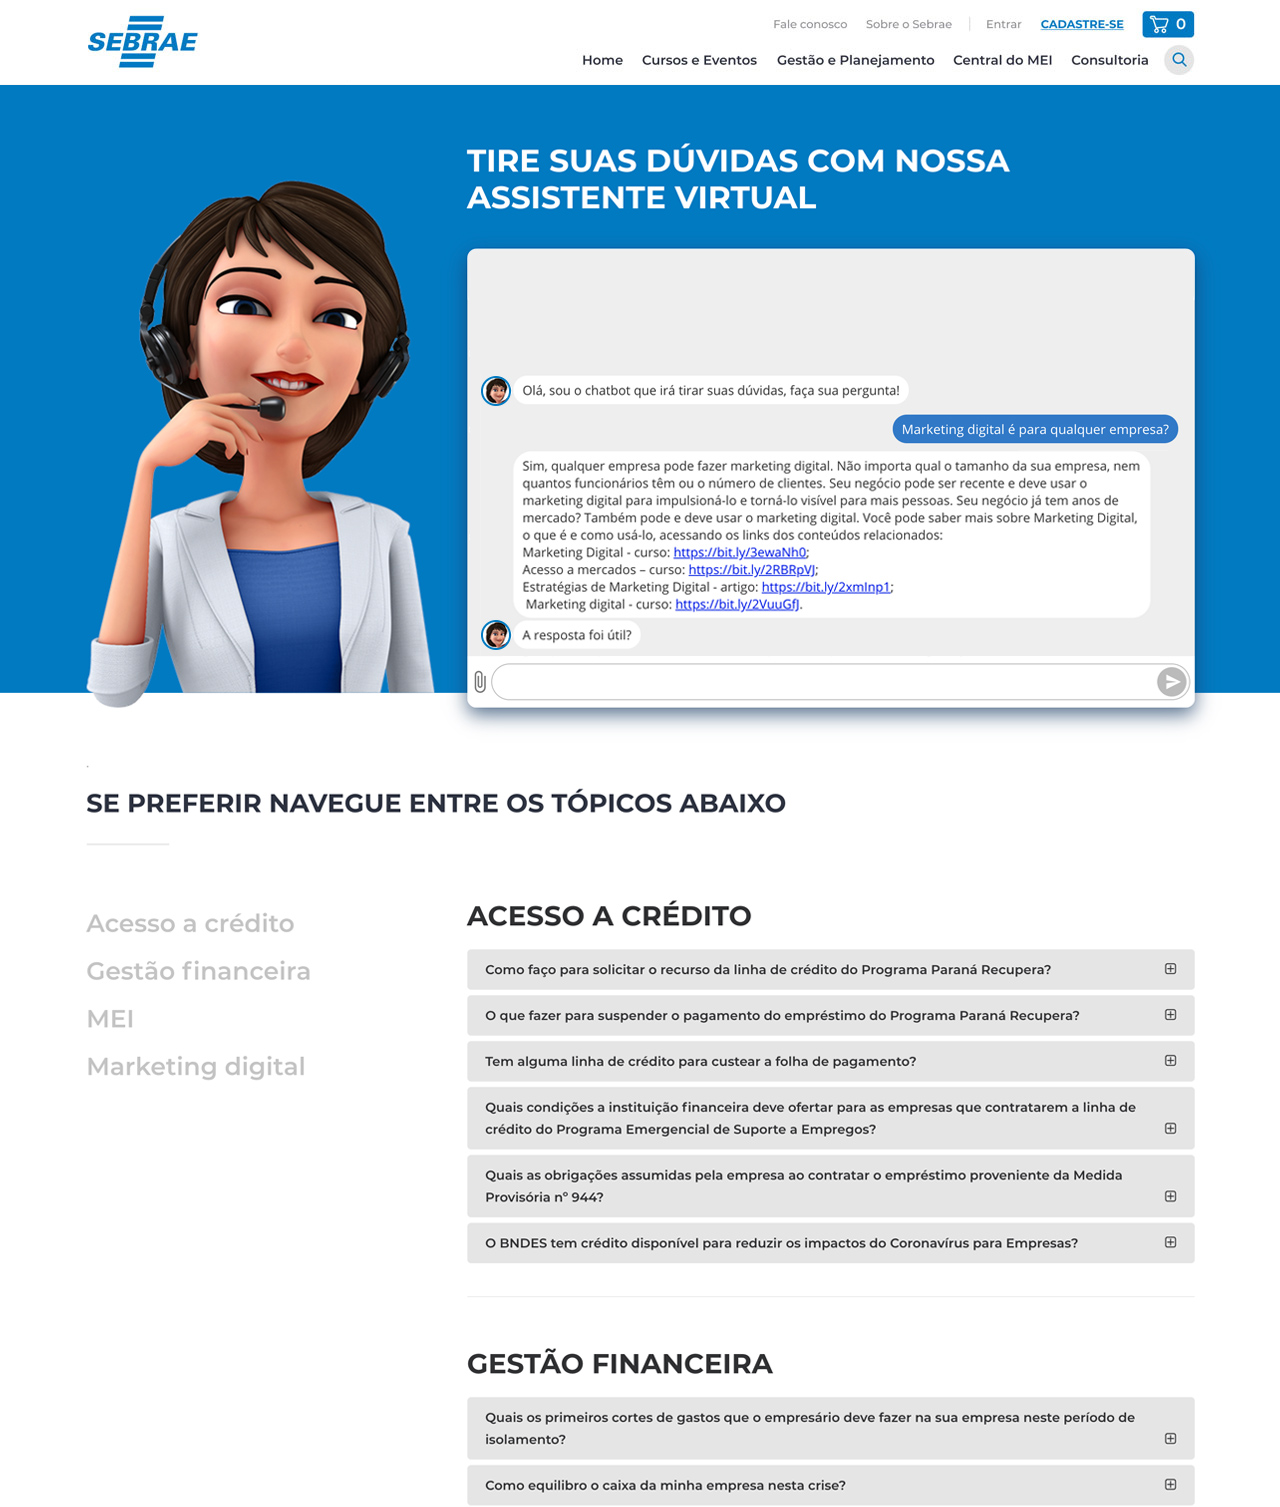 SEBRAE
Fale conosco
Sobre o Sebrae
Entrar
CADASTRE-SE
0
Home
Cursos e Eventos
Gestão e Planejamento
Central do MEI
Consultoria
TIRE SUAS DÚVIDAS COM NOSSA
ASSISTENTE VIRTUAL
Olá, sou o chatbot que irá tirar suas dúvidas, faça sua pergunta!
Marketing digital é para qualquer empresa?
Sim, qualquer empresa pode fazer marketing digital. Não importa qual o tamanho da sua empresa, nem
quantos funcionários têm ou o número de clientes. Seu negócio pode ser recente e deve usar o
marketing digital para impulsioná-lo e torná-lo visível para mais pessoas. Seu negócio já tem anos de
mercado? Também pode e deve usar o marketing digital. Você pode saber mais sobre Marketing Digital,
o que é e como usá-lo, acessando os links dos conteúdos relacionados:
Marketing Digital - curso: https://bit.ly/3ewaNh0;
Acesso a mercados – curso: https://bit.ly/2RBRpVJ;
Estratégias de Marketing Digital - artigo: https://bit.ly/2xmInp1;
Marketing digital - curso: https://bit.ly/2VuuGfJ.
A resposta foi útil?
.
SE PREFERIR NAVEGUE ENTRE OS TÓPICOS ABAIXO
Acesso a crédito
Gestão financeira
MEI
Marketing digital
ACESSO A CRÉDITO
Como faço para solicitar o recurso da linha de crédito do Programa Paraná Recupera?
O que fazer para suspender o pagamento do empréstimo do Programa Paraná Recupera?
Tem alguma linha de crédito para custear a folha de pagamento?
Quais condições a instituição financeira deve ofertar para as empresas que contratarem a linha de
crédito do Programa Emergencial de Suporte a Empregos?
Quais as obrigações assumidas pela empresa ao contratar o empréstimo proveniente da Medida
Provisória nº 944?
O BNDES tem crédito disponível para reduzir os impactos do Coronavírus para Empresas?
GESTÃO FINANCEIRA
Quais os primeiros cortes de gastos que o empresário deve fazer na sua empresa neste período de
isolamento?
Como equilibro o caixa da minha empresa nesta crise?